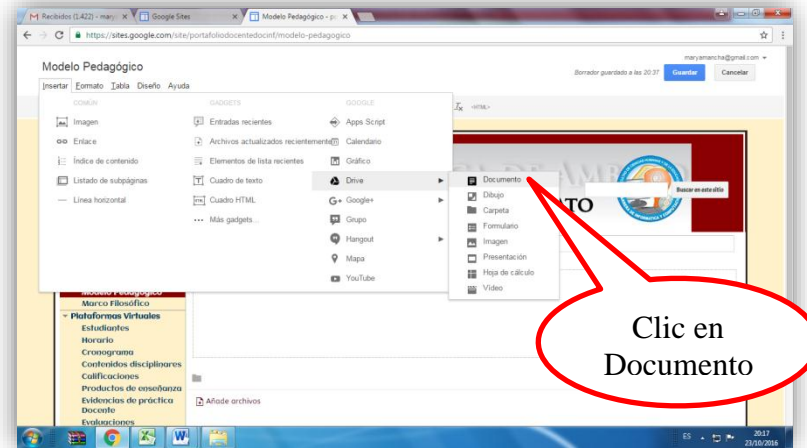 Recibidos (1.422) - mary
Google Sites
Modelo Pedagógico - po
https://sites.google.com/site/portafoliodocentedocinf/modelo-pedagogico
Modelo Pedagógico
maryamancha@gmail.com
Borrador guardado a las 20:37
Guardar
Cancelar
Insertar Formato Tabla Diseño Ayuda
COMÚN
GADGETS
GOOGLE
<HTML>
Imagen
Entradas recientes
Apps Script
Enlace
Archivos actualizados recientemente
Calendario
Índice de contenido
Elementos de lista recientes
Gráfico
Listado de subpáginas
Cuadro de texto
Drive
Línea horizontal
Cuadro HTML
Google+
Más gadgets...
Grupo
Hangout
Mapa
YouTube
Documento
Dibujo
Carpeta
Formulario
Imagen
Presentación
Hoja de cálculo
Vídeo
DE AMB
TO
Buscar en este sitio
Modelo Pedagógico
Marco Filosófico
Plataformas Virtuales
Estudiantes
Horario
Cronograma
Contenidos disciplinares
Calificaciones
Productos de enseñanza
Evidencias de práctica
Docente
Evaluaciones
Añade archivos
Clic en
Documento
ES
20:17
23/10/2016